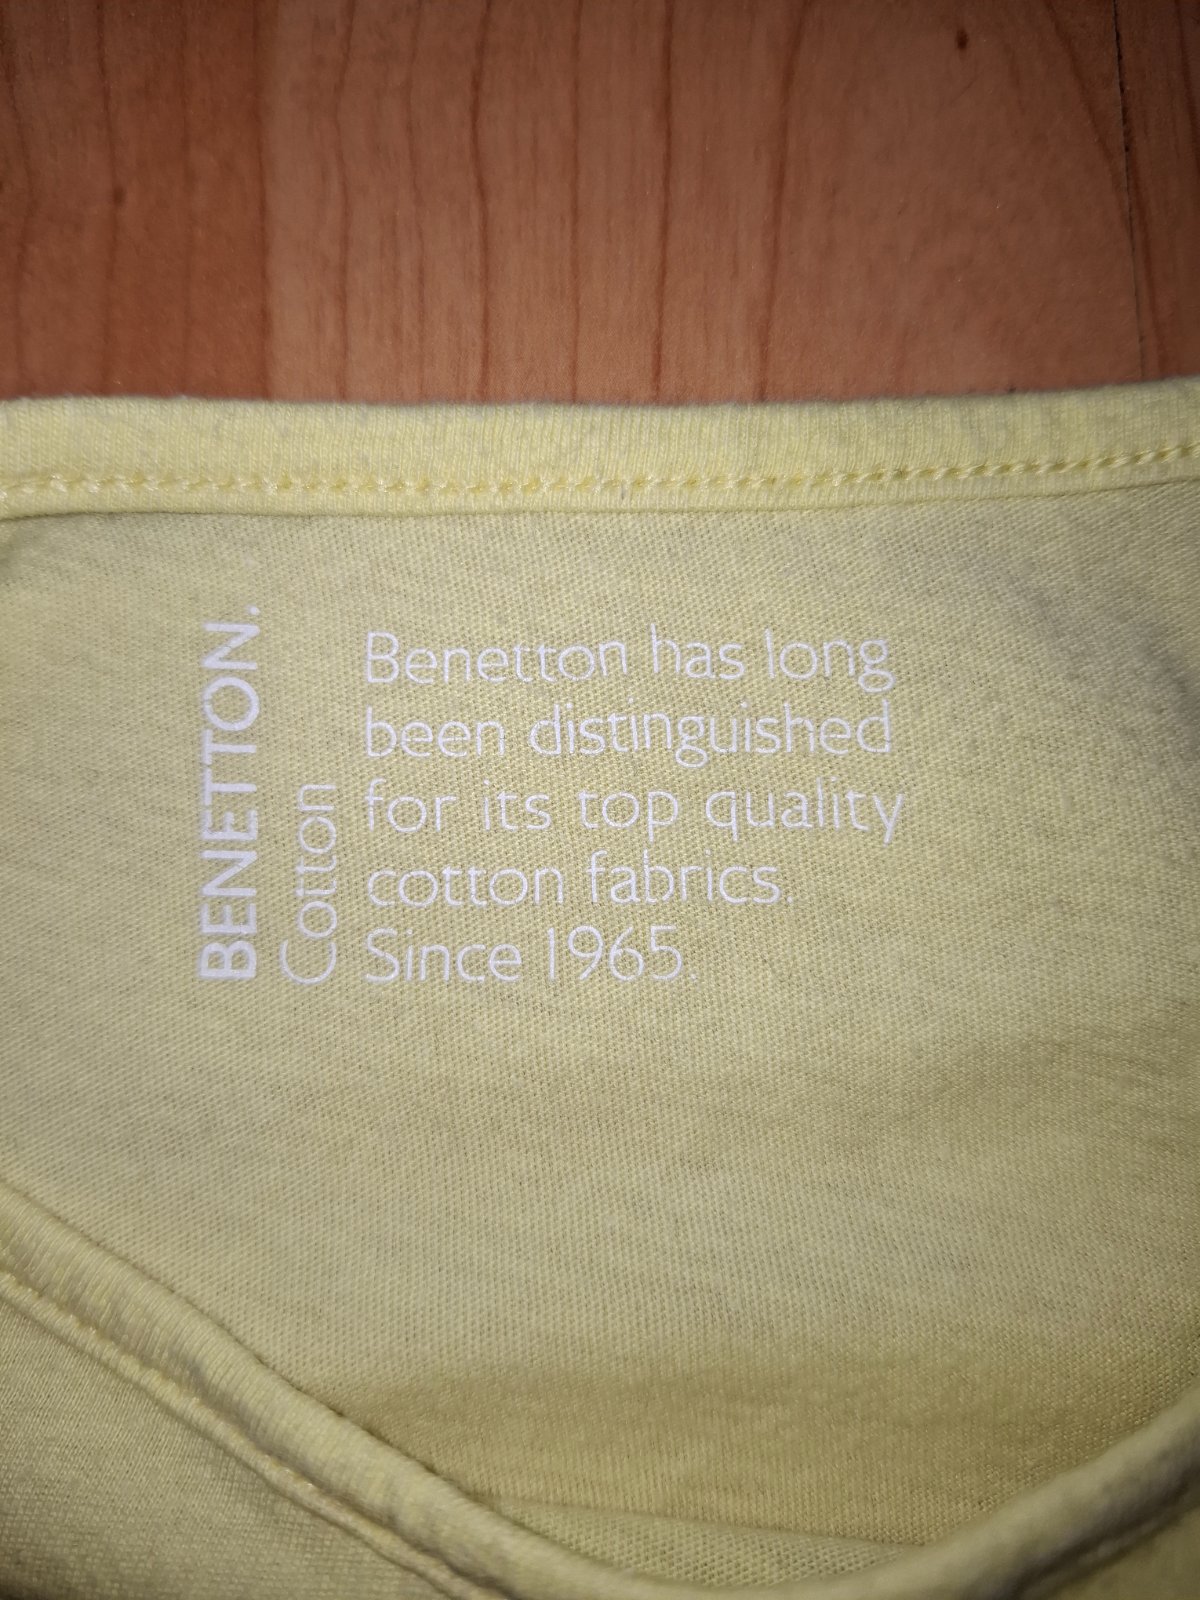 BENETTON.
Cotton
Benetton has long
been distinguished
for its top quality
cotton fabrics.
Since 1965.